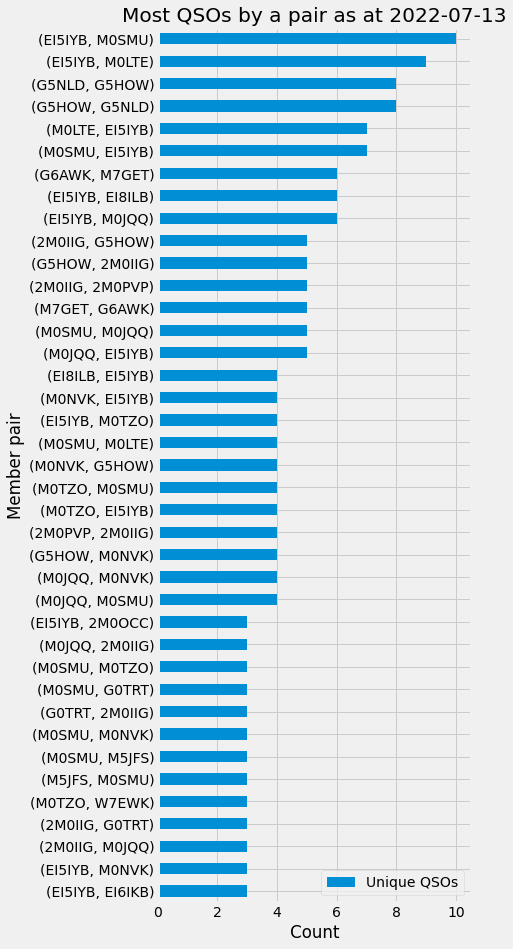 Most QSOs by a pair as at 2022-07-13
Member pair
(EI5IYB, M0SMU)
(EI5IYB, M0LTE)
(G5NLD, G5HOW)
(G5HOW, G5NLD)
(M0LTE, EI5IYB)
(M0SMU, EI5IYB)
(G6AWK, M7GET)
(EI5IYB, EI8ILB)
(EI5IYB, M0JQQ)
(2M0IIG, G5HOW)
(G5HOW, 2M0IIG)
(2M0IIG, 2M0PVP)
(M7GET, G6AWK)
(M0SMU, M0JQQ)
(M0JQQ, EI5IYB)
(EI8ILB, EI5IYB)
(M0NVK, EI5IYB)
(EI5IYB, M0TZO)
(M0SMU, M0LTE)
(M0NVK, G5HOW)
(M0TZO, M0SMU)
(M0TZO, EI5IYB)
(2M0PVP, 2M0IIG)
(G5HOW, M0NVK)
(M0JQQ, M0NVK)
(M0JQQ, M0SMU)
(EI5IYB, 2M0OCC)
(M0JQQ, 2M0IIG)
(M0SMU, M0TZO)
(M0SMU, G0TRT)
(G0TRT, 2M0IIG)
(M0SMU, M0NVK)
(M0SMU, M5JFS)
(M5JFS, M0SMU)
(M0TZO, W7EWK)
(2M0IIG, G0TRT)
(2M0IIG, M0JQQ)
(EI5IYB, M0NVK)
(EI5IYB, EI6IKB)
Unique QSOs
0 2 4 6 8 10
Count